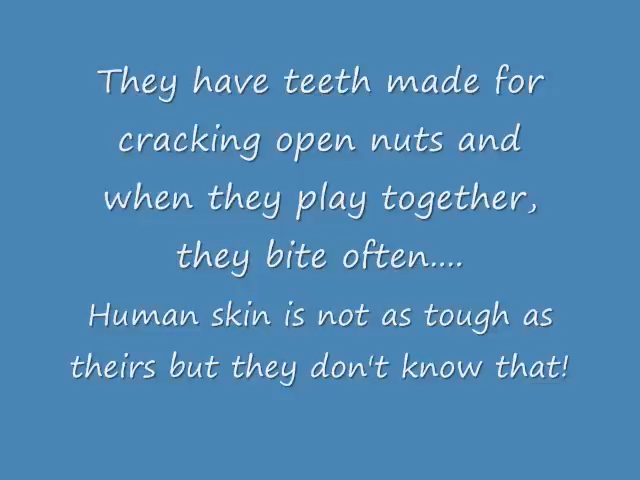 They have teeth made for
cracking open nuts and
when they play together,
they bite often....
Human skin is not as tough as
theirs but they don't know that!